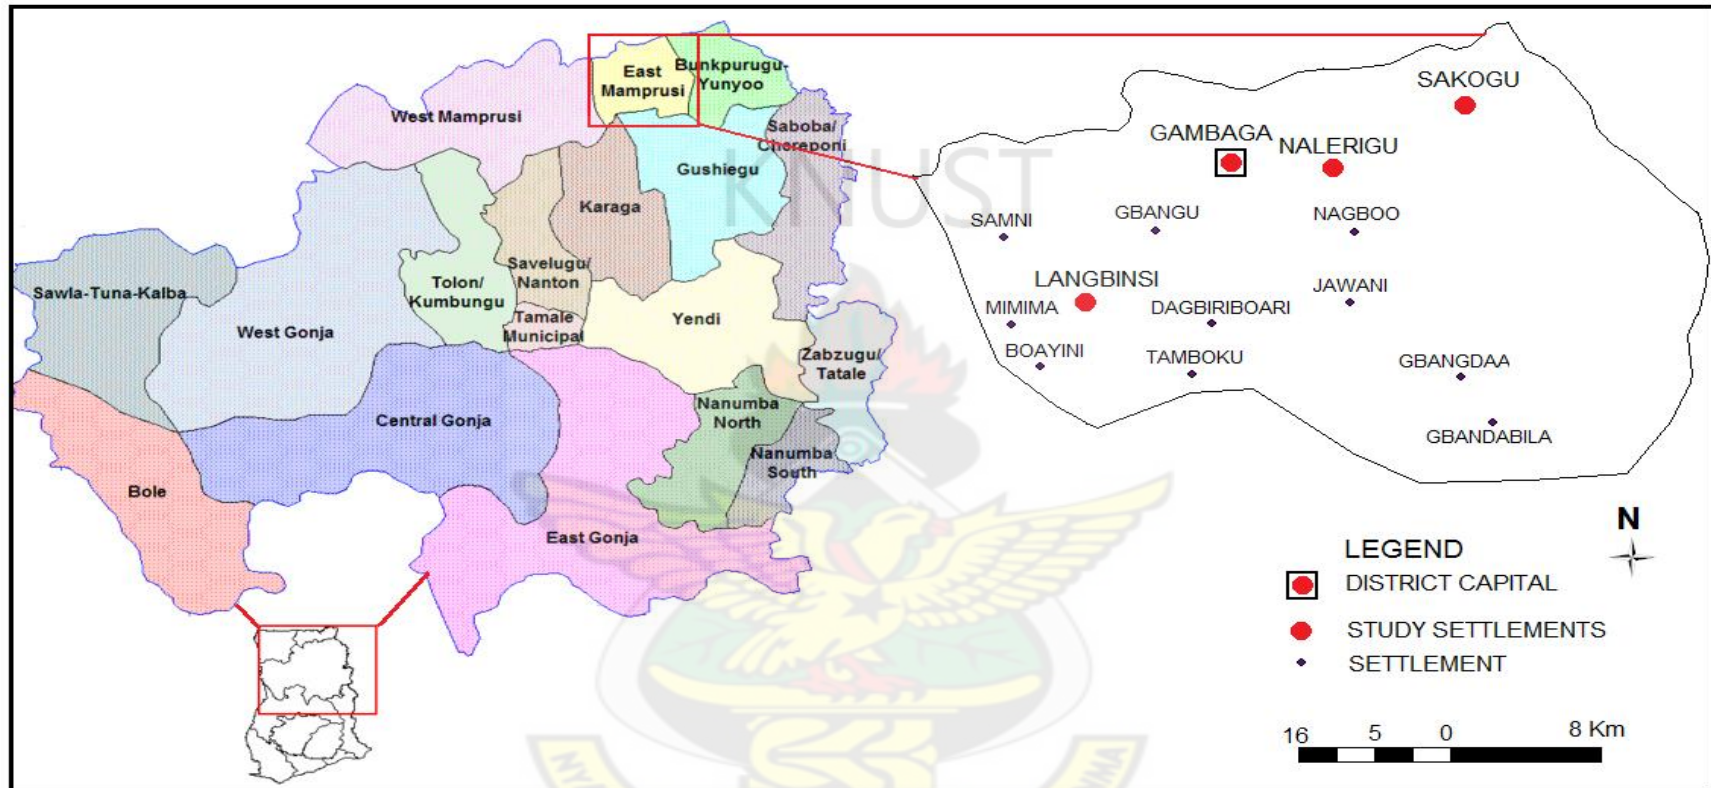 East
Mamprusi
Bunkpurugu-
Yunyoo
West Mamprusi
Saboba/
Chereponi
Gushiegu
Karaga
Sawla-Tuna-Kalba
West Gonja
Tolon/
Kumbungu
Savelugu/
Nanton
Tamale
Municipal
Yendi
Zabzugu/
Tatale
Central Gonja
Nanumba
North
Nanumba
South
Bole
East Gonja
KNUST
SAKOGU
GAMBAGA
NALERIGU
SAMNI
GBANGU
NAGBOO
LANGBINSI
JAWANI
MIMIMA
DAGBIRIBOARI
BOAYINI
TAMBOKU
GBANGDAA
GBANDABILA
N
LEGEND
DISTRICT CAPITAL
STUDY SETTLEMENTS
SETTLEMENT
16 5 0 8 Km